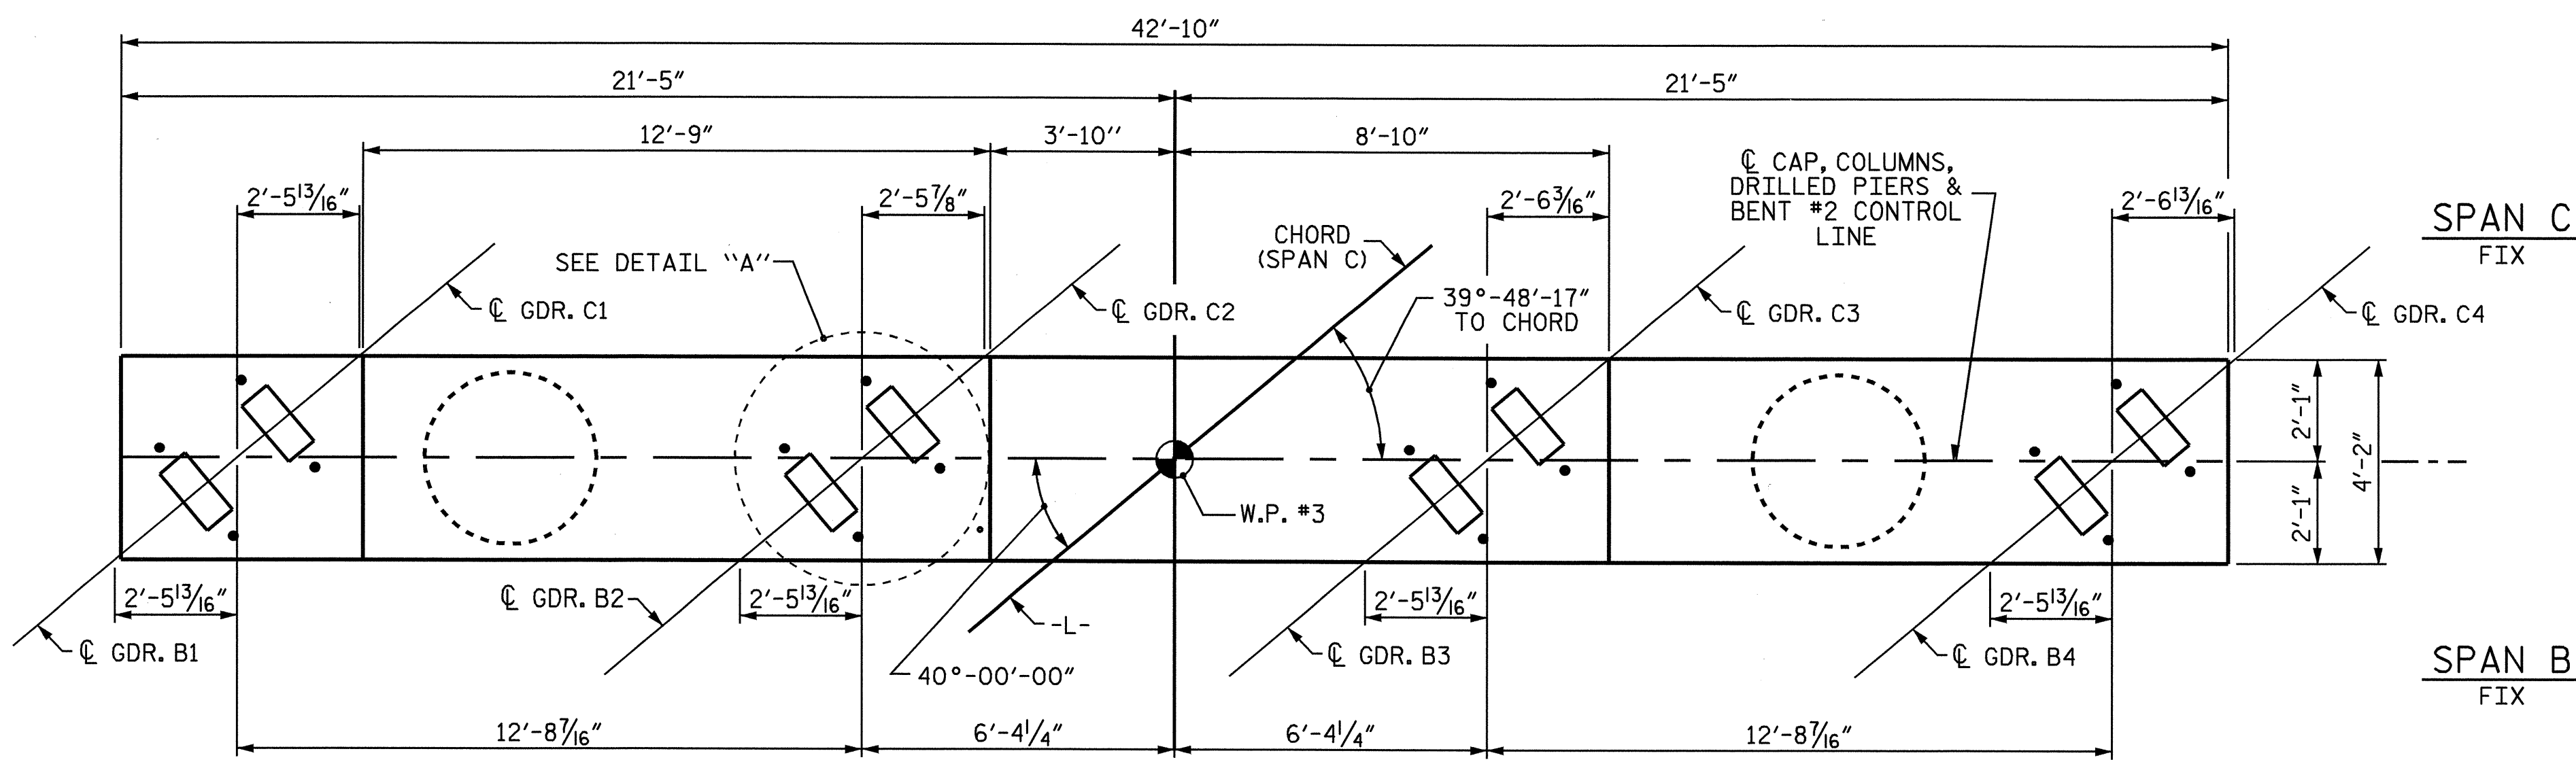 42'-10"
21'-5"
21'-5"
12'-9"
3'-10''
8'-10"
2'-5 13/16"
2'-5 7/8"
2'-6 3/16"
2'-6 13/16"
℄ CAP, COLUMNS,
DRILLED PIERS &
BENT #2 CONTROL
LINE
SPAN C
FIX
SEE DETAIL "A"
CHORD
(SPAN C)
39°-48'-17"
TO CHORD
℄ GDR. C1
℄ GDR. C2
℄ GDR. C3
℄ GDR. C4
2'-1"
2'-1"
4'-2"
W.P. #3
2'-5 13/16"
℄ GDR. B2
2'-5 13/16"
-L-
2'-5 13/16"
2'-5 13/16"
℄ GDR. B1
℄ GDR. B3
℄ GDR. B4
40°-00'-00"
SPAN B
FIX
12'-8 7/16"
6'-4 1/4"
6'-4 1/4"
12'-8 7/16"